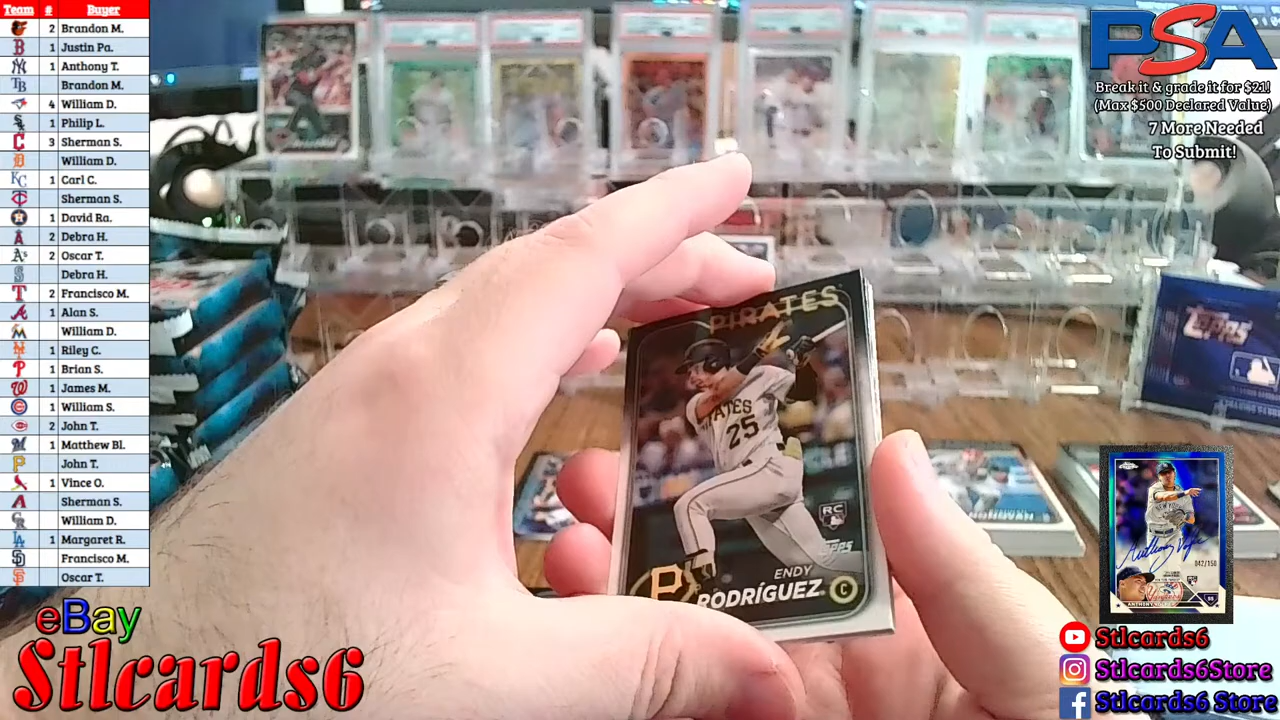 Team # Buyer
2 Brandon M.
1 Justin Pa.
1 Anthony T.
Brandon M.
4 William D.
1 Philip L.
3 Sherman S.
William D.
1 Carl C.
Sherman S.
1 David Ra.
2 Debra H.
2 Oscar T.
Debra H.
2 Francisco M.
1 Alan S.
William D.
1 Riley C.
1 Brian S.
1 James M.
1 William S.
2 John T.
1 Matthew Bl.
John T.
1 Vince O.
Sherman S.
William D.
1 Margaret R.
Francisco M.
Oscar T.
eBay
Stlcards6
PSA
Break it & grade it for $21!
(Max $500 Declared Value)
7 More Needed
To Submit!
PIRATES
25
RC
Topps
ENDY
RODRÍGUEZ C
Topps
042/150
Stlcards6
Stlcards6Store
Stlcards6 Store